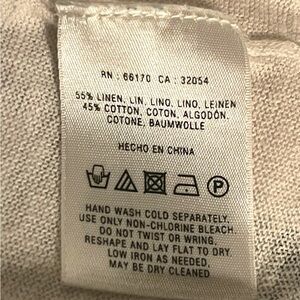 RN : 66170 CA : 32054
55% LINEN, LIN, LINO, LINO, LEINEN
45% COTTON, COTON, ALGODÓN,
COTONE, BAUMWOLLE
HECHO EN CHINA
P
HAND WASH COLD SEPARATELY.
USE ONLY NON-CHLORINE BLEACH
DO NOT TWIST OR WRING.
RESHAPE AND LAY FLAT TO DRY
LOW IRON AS NEEDED.
MAY BE DRY CLEANED